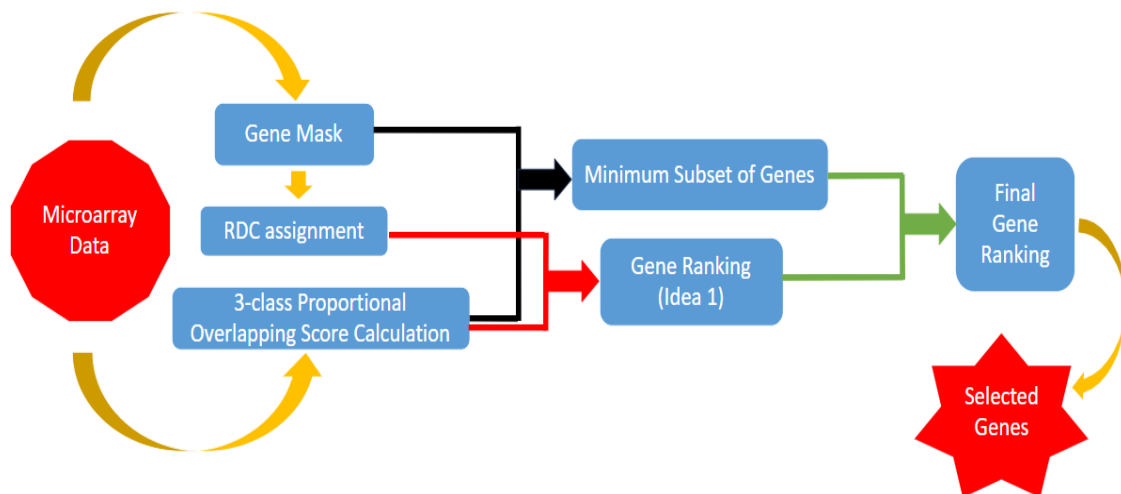 Microarray
Data
Gene Mask
RDC assignment
3-class Proportional
Overlapping Score Calculation
Minimum Subset of Genes
Gene Ranking
(Idea 1)
Final
Gene
Ranking
Selected
Genes